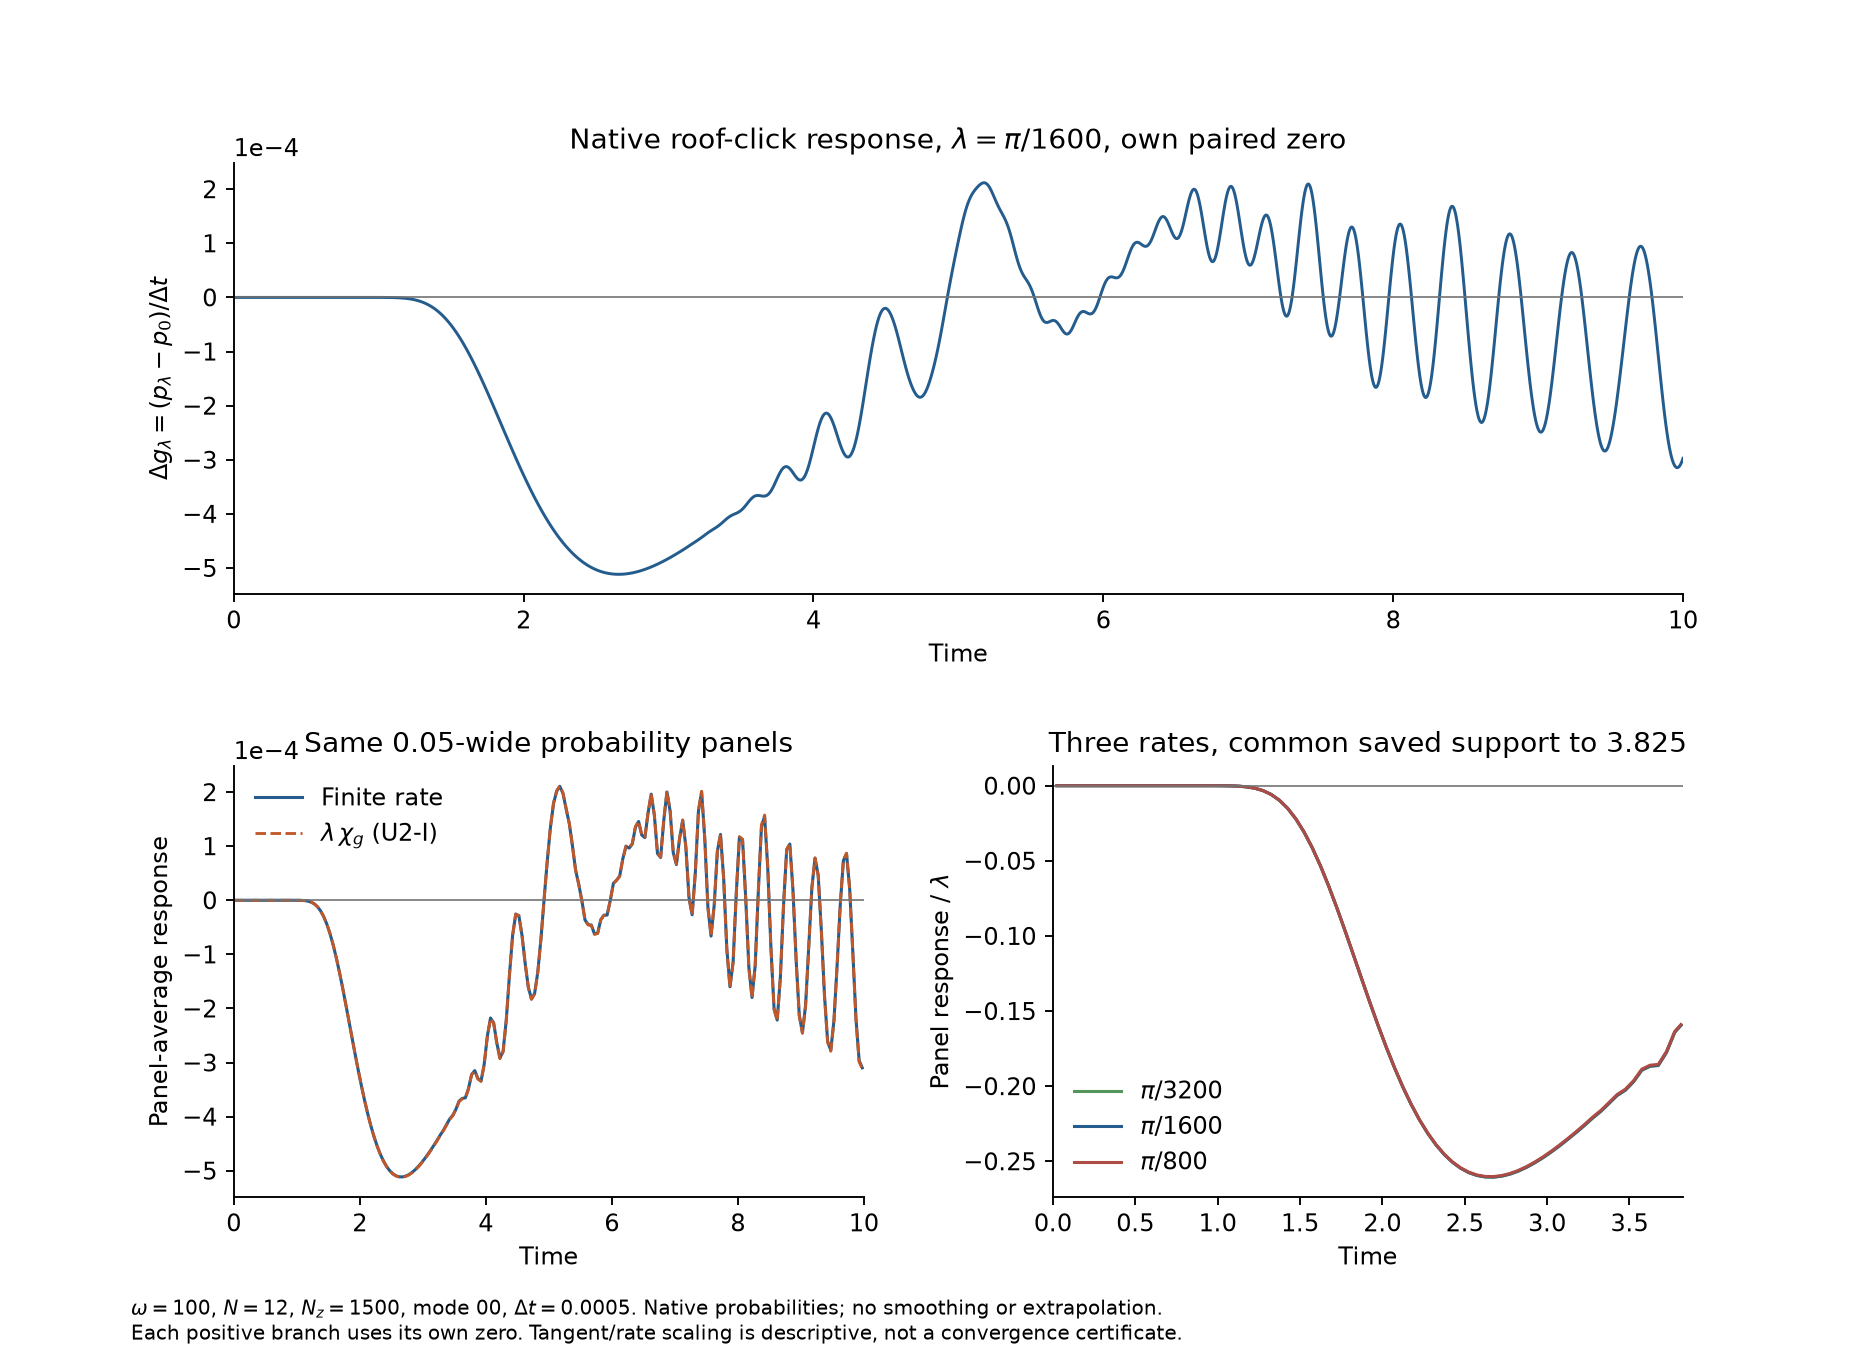 Native roof-click response, λ = π/1600, own paired zero
1e−4
Δgλ = (pλ − p0)/Δt
2
1
0
−1
−2
−3
−4
−5
0 2 4 6 8 10
Time
Same 0.05-wide probability panels
1e−4
Panel-average response
2
1
0
−1
−2
−3
−4
−5
Finite rate
λ χg (U2-I)
0 2 4 6 8 10
Time
Three rates, common saved support to 3.825
Panel response / λ
0.00
−0.05
−0.10
−0.15
−0.20
−0.25
π/3200
π/1600
π/800
0.0 0.5 1.0 1.5 2.0 2.5 3.0 3.5
Time
ω = 100, N = 12, Nz = 1500, mode 00, Δt = 0.0005. Native probabilities; no smoothing or extrapolation.
Each positive branch uses its own zero. Tangent/rate scaling is descriptive, not a convergence certificate.